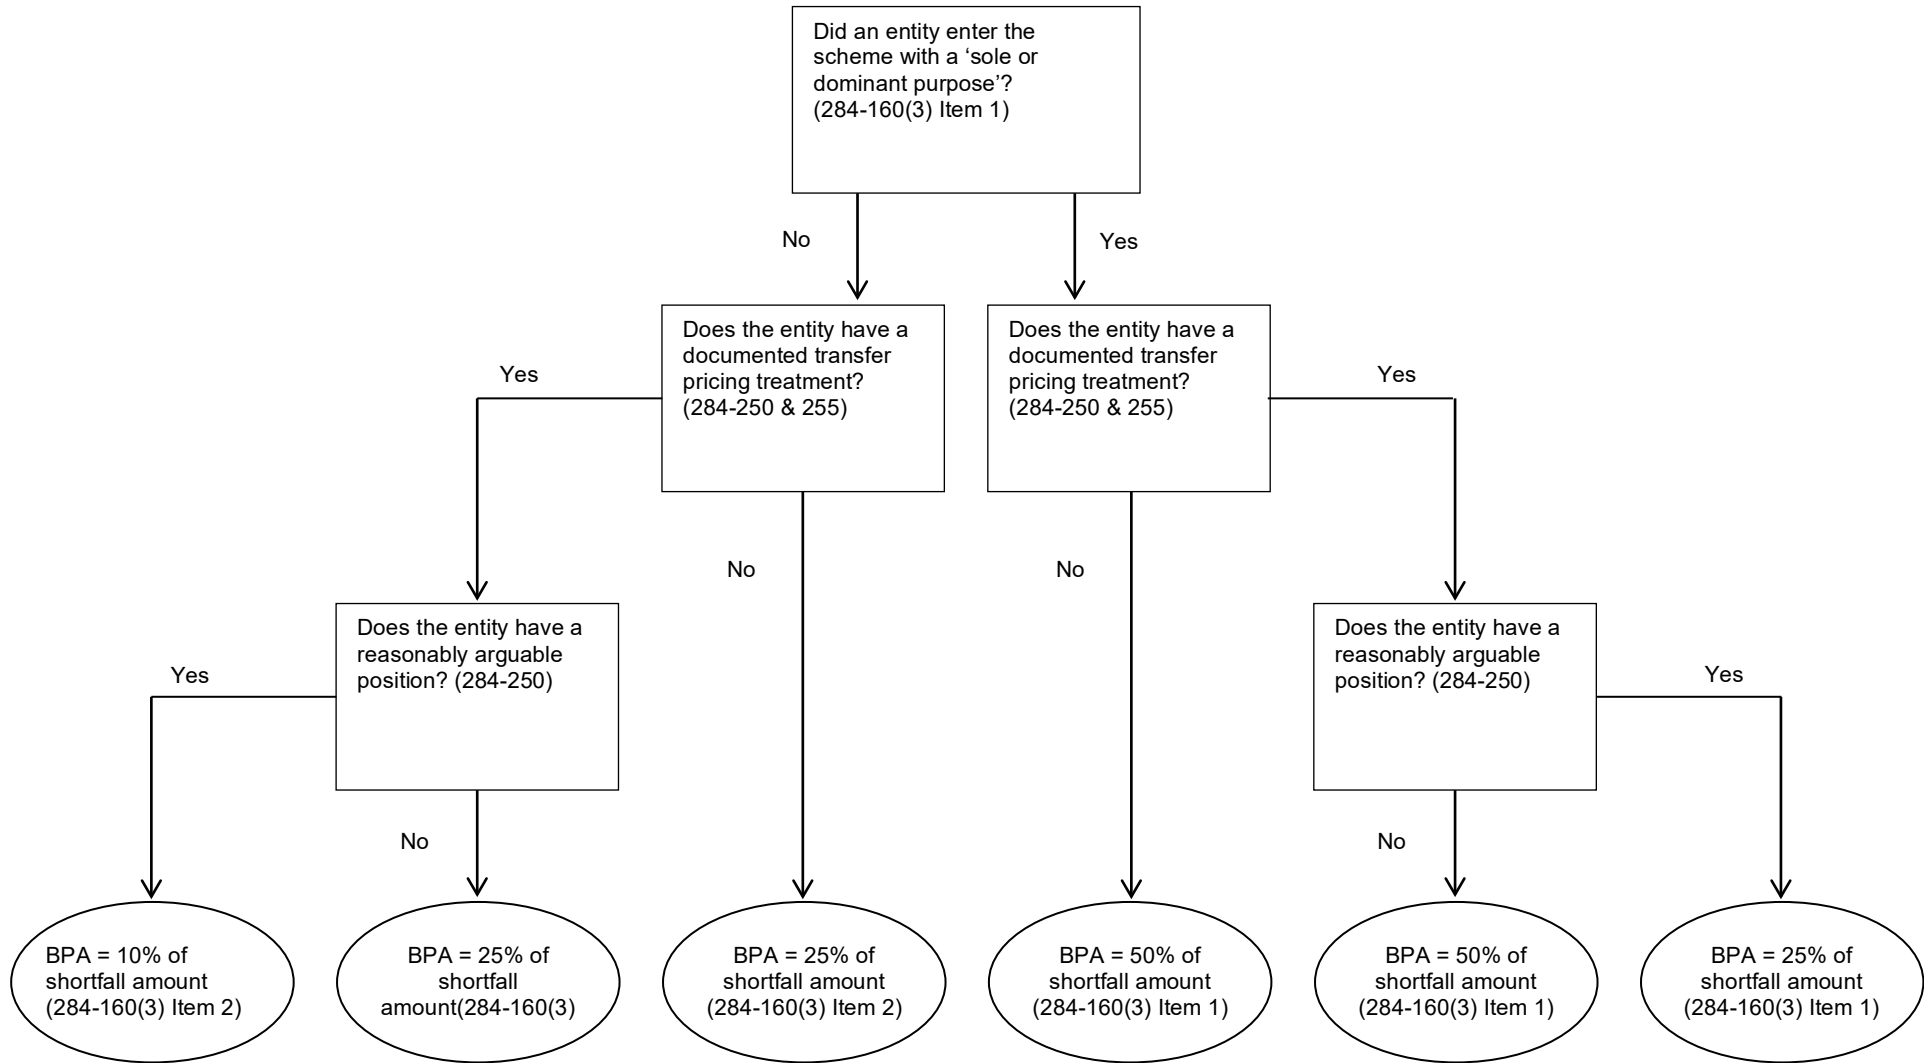 Did an entity enter the
scheme with a ‘sole or
dominant purpose’?
(284-160(3) Item 1)
No
Yes
Does the entity have a
documented transfer
pricing treatment?
(284-250 & 255)
Does the entity have a
documented transfer
pricing treatment?
(284-250 & 255)
Yes
Yes
No
No
Does the entity have a
reasonably arguable
position? (284-250)
Does the entity have a
reasonably arguable
position? (284-250)
Yes
Yes
No
No
BPA = 10% of
shortfall amount
(284-160(3) Item 2)
BPA = 25% of
shortfall
amount(284-160(3)
BPA = 25% of
shortfall amount
(284-160(3) Item 2)
BPA = 50% of
shortfall amount
(284-160(3) Item 1)
BPA = 50% of
shortfall amount
(284-160(3) Item 1)
BPA = 25% of
shortfall amount
(284-160(3) Item 1)